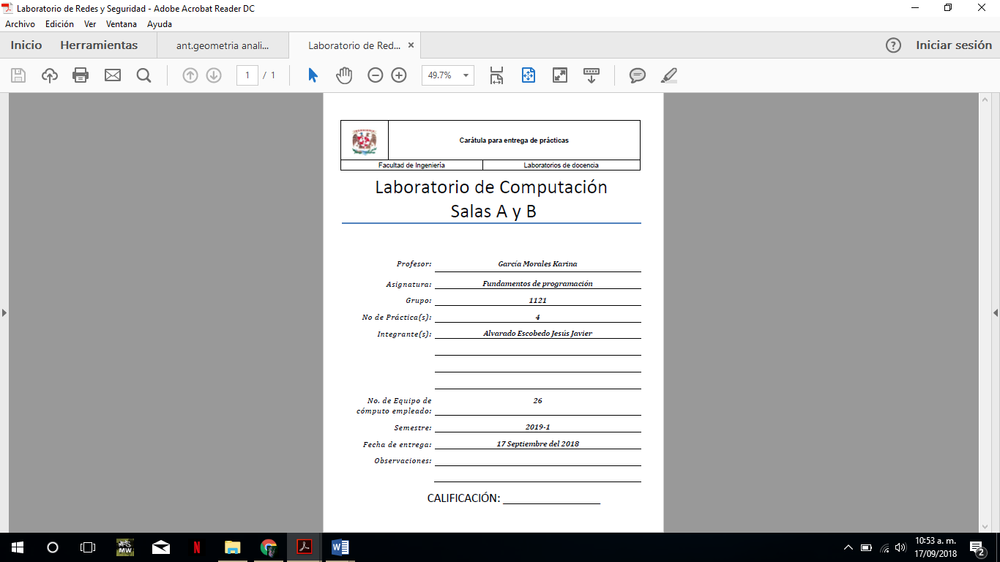 Laboratorio de Redes y Seguridad - Adobe Acrobat Reader DC
Archivo Edición Ver Ventana Ayuda
Inicio Herramientas ant.geometria anali... Laboratorio de Red... × Iniciar sesión
1 / 1 49.7%
Carátula para entrega de prácticas
Facultad de Ingeniería Laboratorios de docencia
Laboratorio de Computación
Salas A y B
Profesor: García Morales Karina
Asignatura: Fundamentos de programación
Grupo: 1121
No de Práctica(s): 4
Integrante(s): Alvarado Escobedo Jesús Javier
No. de Equipo de 26
cómputo empleado:
Semestre: 2019-1
Fecha de entrega: 17 Septiembre del 2018
Observaciones:
CALIFICACIÓN: ________________
MW N W 10:53 a. m.
17/09/2018 2